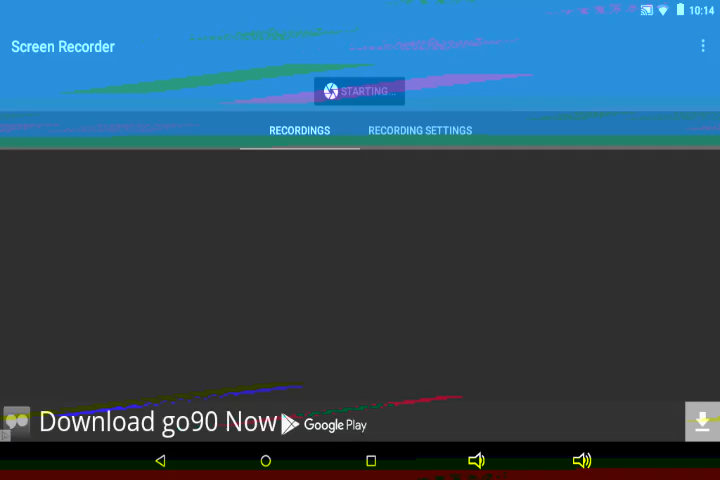 10:14
Screen Recorder
STARTING...
RECORDINGS RECORDING SETTINGS
Download go90 Now Google Play